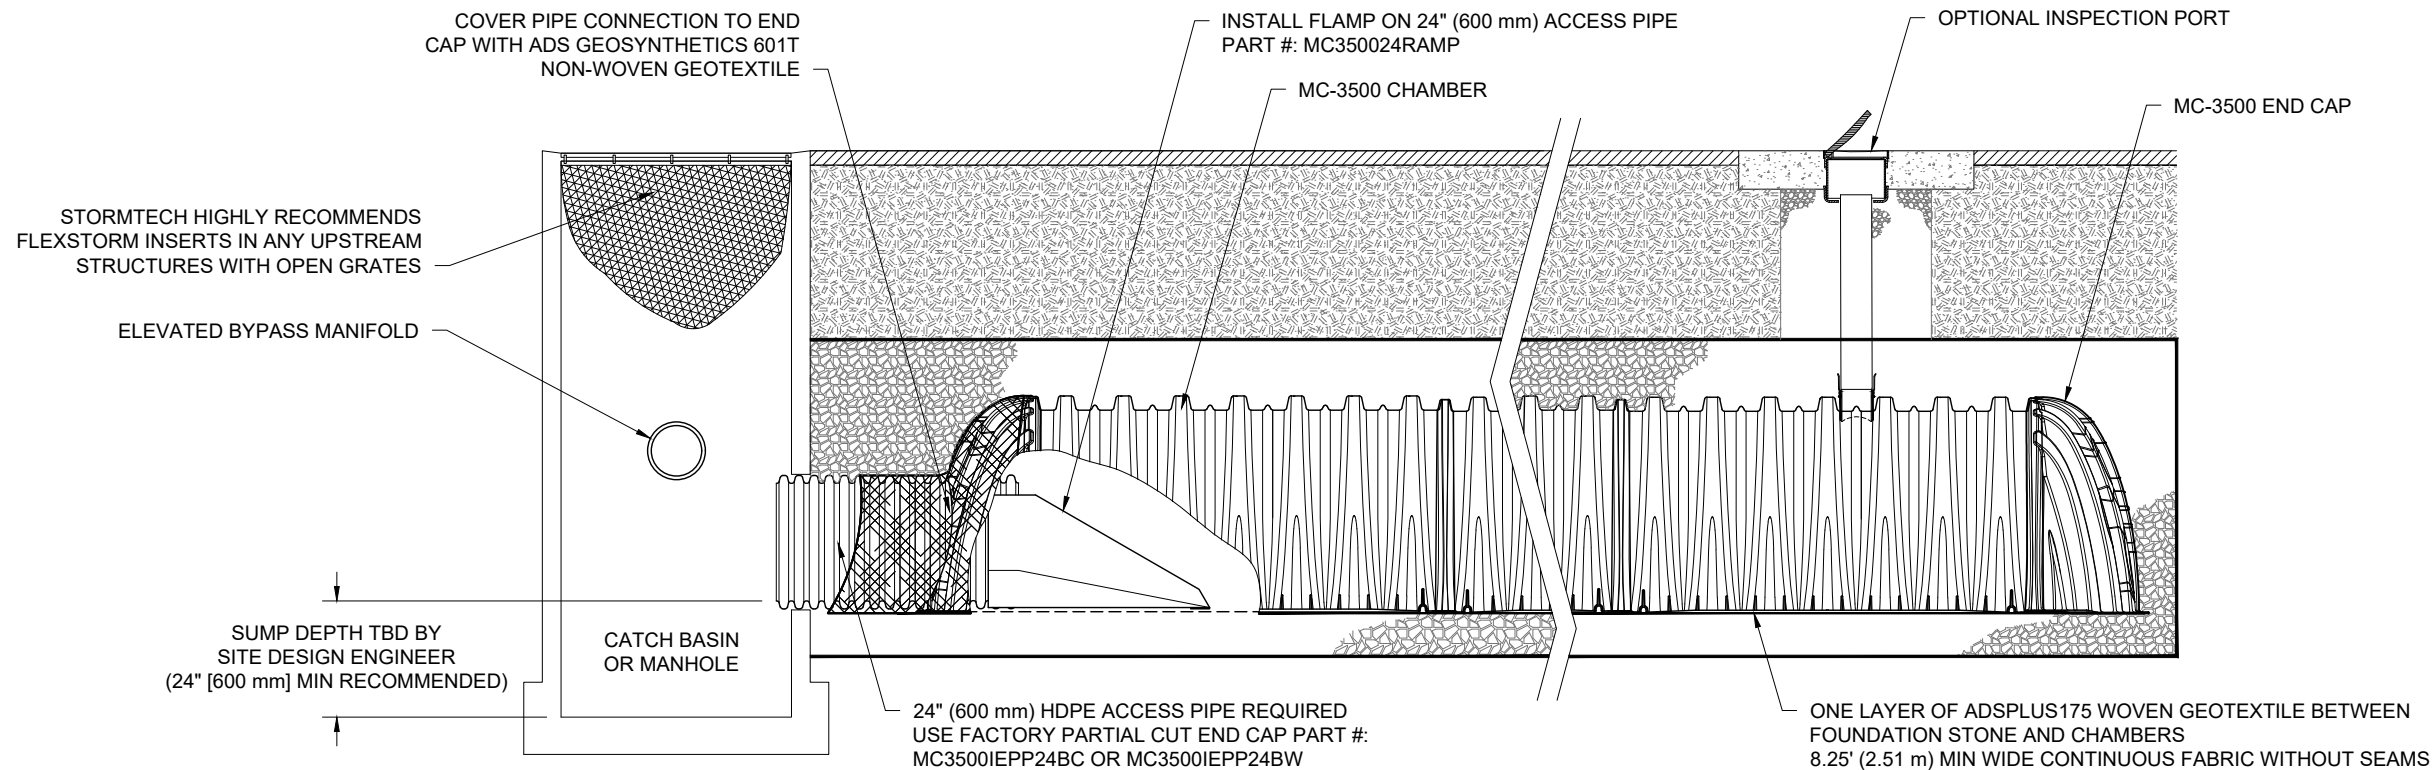 COVER PIPE CONNECTION TO END
CAP WITH ADS GEOSYNTHETICS 601T
NON-WOVEN GEOTEXTILE
INSTALL FLAMP ON 24" (600 mm) ACCESS PIPE
PART #: MC350024RAMP
MC-3500 CHAMBER
OPTIONAL INSPECTION PORT
MC-3500 END CAP
STORMTECH HIGHLY RECOMMENDS
FLEXSTORM INSERTS IN ANY UPSTREAM
STRUCTURES WITH OPEN GRATES
ELEVATED BYPASS MANIFOLD
SUMP DEPTH TBD BY
SITE DESIGN ENGINEER
(24" [600 mm] MIN RECOMMENDED)
CATCH BASIN
OR MANHOLE
24" (600 mm) HDPE ACCESS PIPE REQUIRED
USE FACTORY PARTIAL CUT END CAP PART #:
MC3500IEPP24BC OR MC3500IEPP24BW
ONE LAYER OF ADSPLUS175 WOVEN GEOTEXTILE BETWEEN
FOUNDATION STONE AND CHAMBERS
8.25' (2.51 m) MIN WIDE CONTINUOUS FABRIC WITHOUT SEAMS